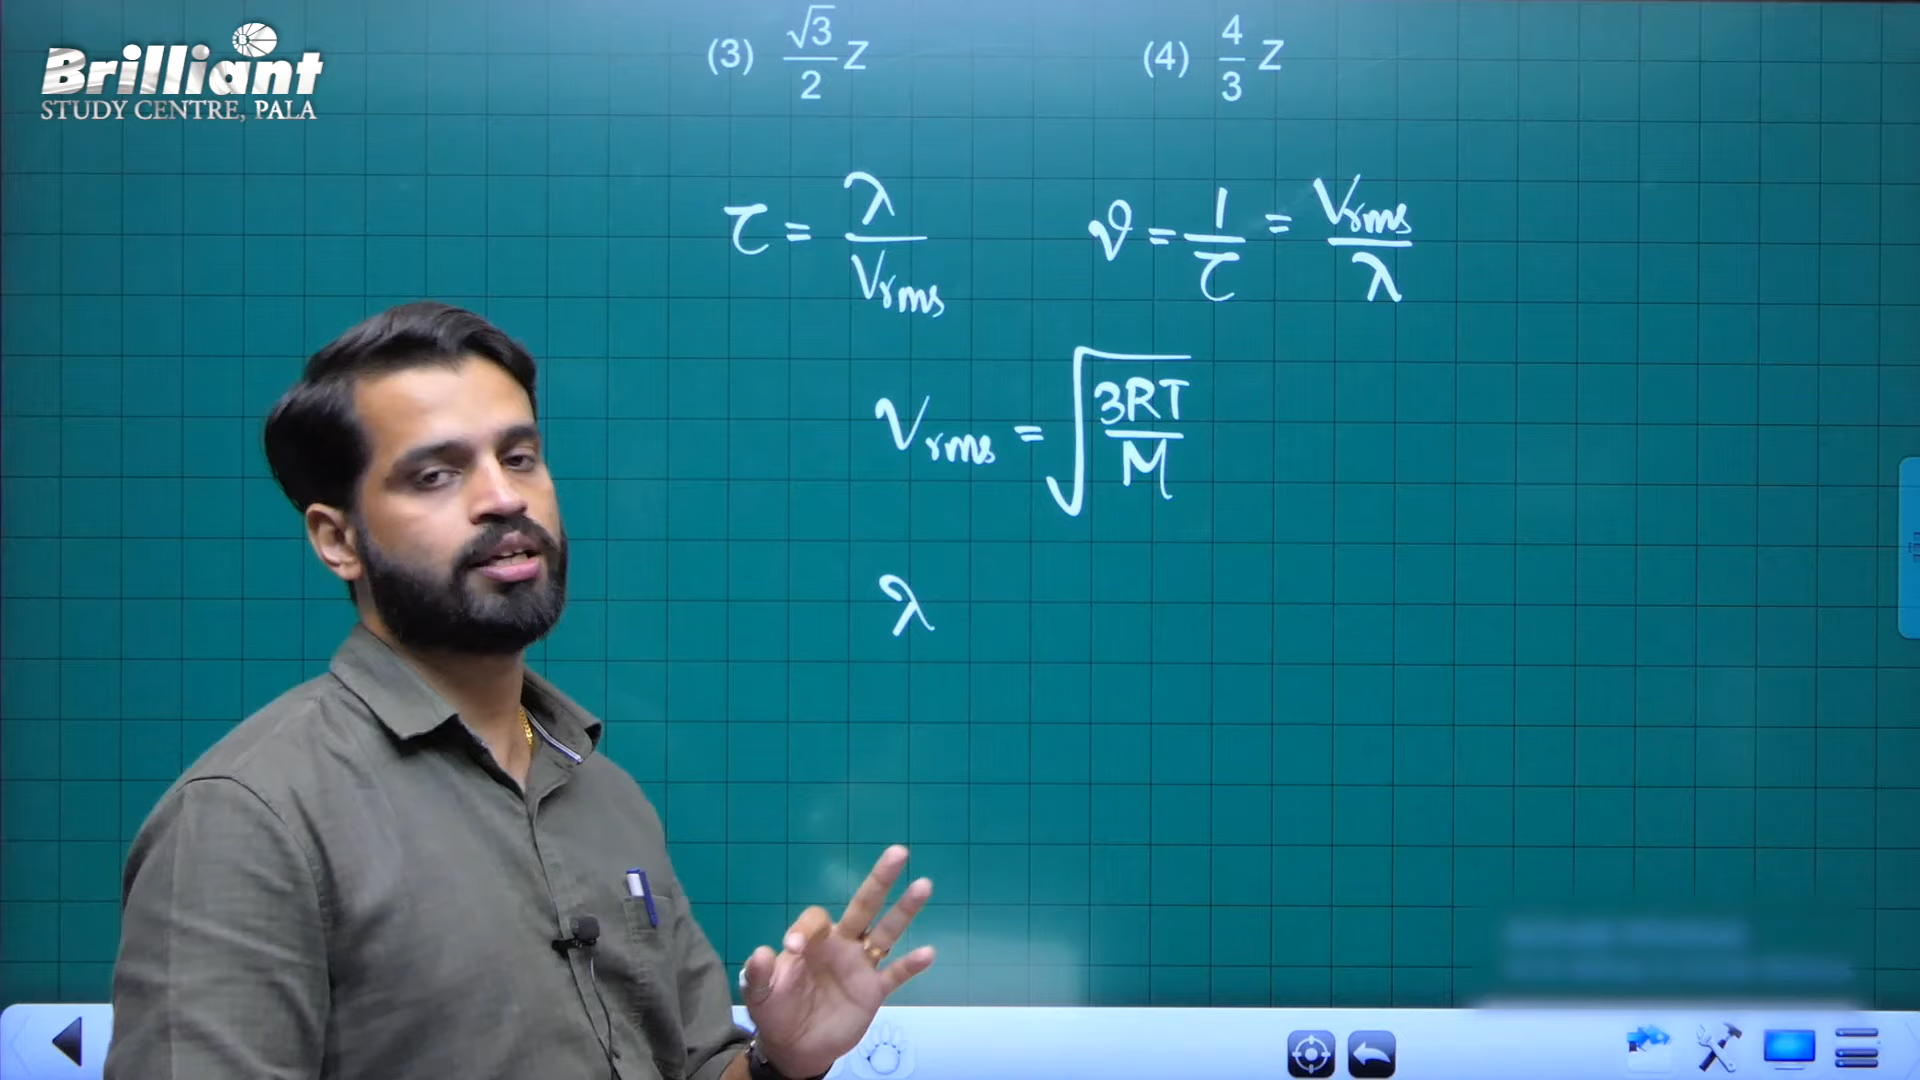 Brilliant
STUDY CENTRE, PALA
(3) √3/2 Z (4) 4/3 Z
τ = λ/Vrms ϑ = 1/τ = Vrms/λ
Vrms = √(3RT/M)
λ